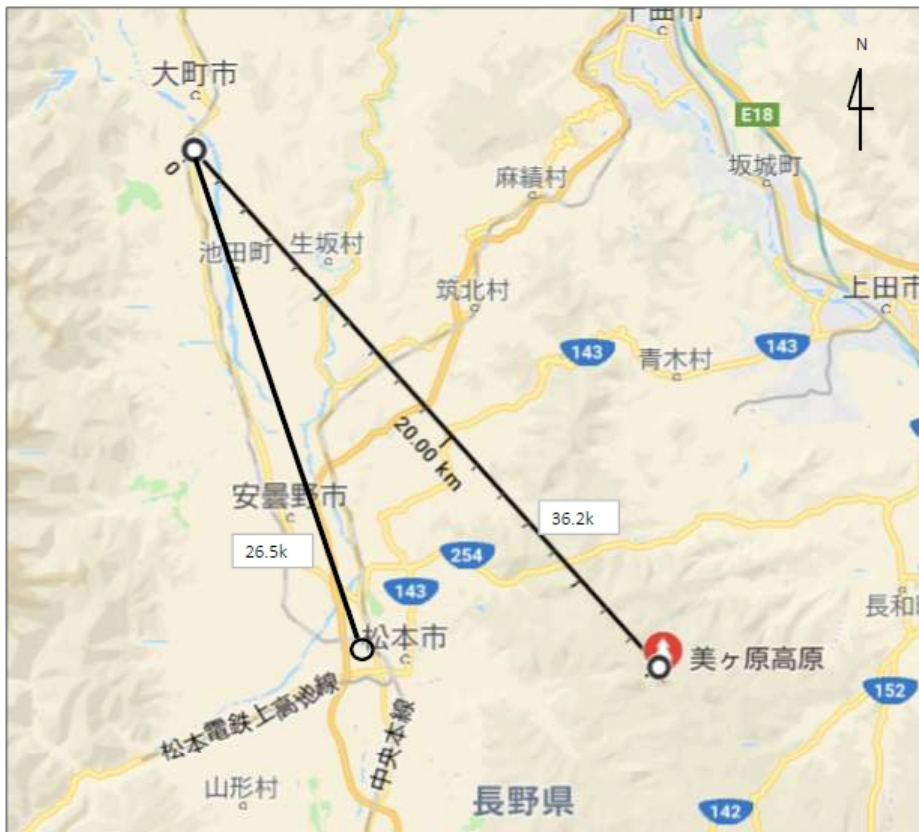 千曲市
N
大町市
E18
坂城町
0
麻績村
池田町
生坂村
筑北村
上田市
143
143
青木村
20.00 km
安曇野市
36.2k
26.5k
254
143
長和
松本市
美ヶ原高原
152
松本電鉄上高地線
中央本線
山形村
長野県
142